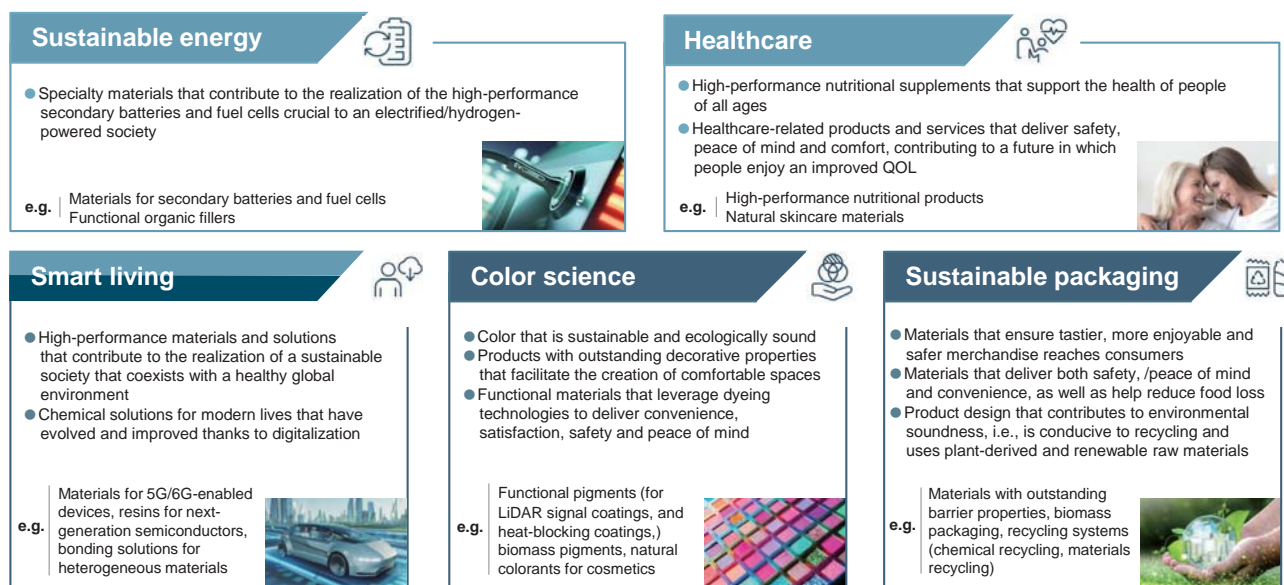 Sustainable energy
● Specialty materials that contribute to the realization of the high-performance
secondary batteries and fuel cells crucial to an electrified/hydrogen-
powered society
e.g.
Materials for secondary batteries and fuel cells
Functional organic fillers
Healthcare
● High-performance nutritional supplements that support the health of people
of all ages
● Healthcare-related products and services that deliver safety,
peace of mind and comfort, contributing to a future in which
people enjoy an improved QOL
e.g.
High-performance nutritional products
Natural skincare materials
Smart living
● High-performance materials and solutions
that contribute to the realization of a sustainable
society that coexists with a healthy global
environment
● Chemical solutions for modern lives that have
evolved and improved thanks to digitalization
e.g.
Materials for 5G/6G-enabled
devices, resins for next-
generation semiconductors,
bonding solutions for
heterogeneous materials
Color science
● Color that is sustainable and ecologically sound
● Products with outstanding decorative properties
that facilitate the creation of comfortable spaces
● Functional materials that leverage dyeing
technologies to deliver convenience,
satisfaction, safety and peace of mind
e.g.
Functional pigments (for
LiDAR signal coatings, and
heat-blocking coatings,)
biomass pigments, natural
colorants for cosmetics
Sustainable packaging
● Materials that ensure tastier, more enjoyable and
safer merchandise reaches consumers
● Materials that deliver both safety, /peace of mind
and convenience, as well as help reduce food loss
● Product design that contributes to environmental
soundness, i.e., is conducive to recycling and
uses plant-derived and renewable raw materials
e.g.
Materials with outstanding
barrier properties, biomass
packaging, recycling systems
(chemical recycling, materials
recycling)